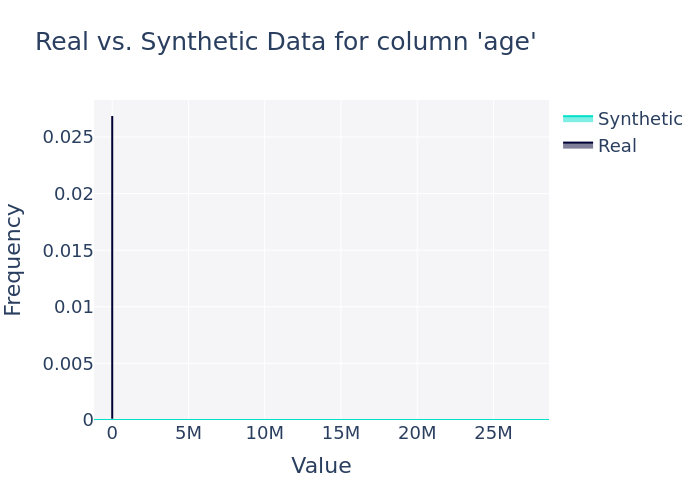 Real vs. Synthetic Data for column 'age'
Synthetic
Real
Frequency
0.025
0.02
0.015
0.01
0.005
0
0 5M 10M 15M 20M 25M
Value